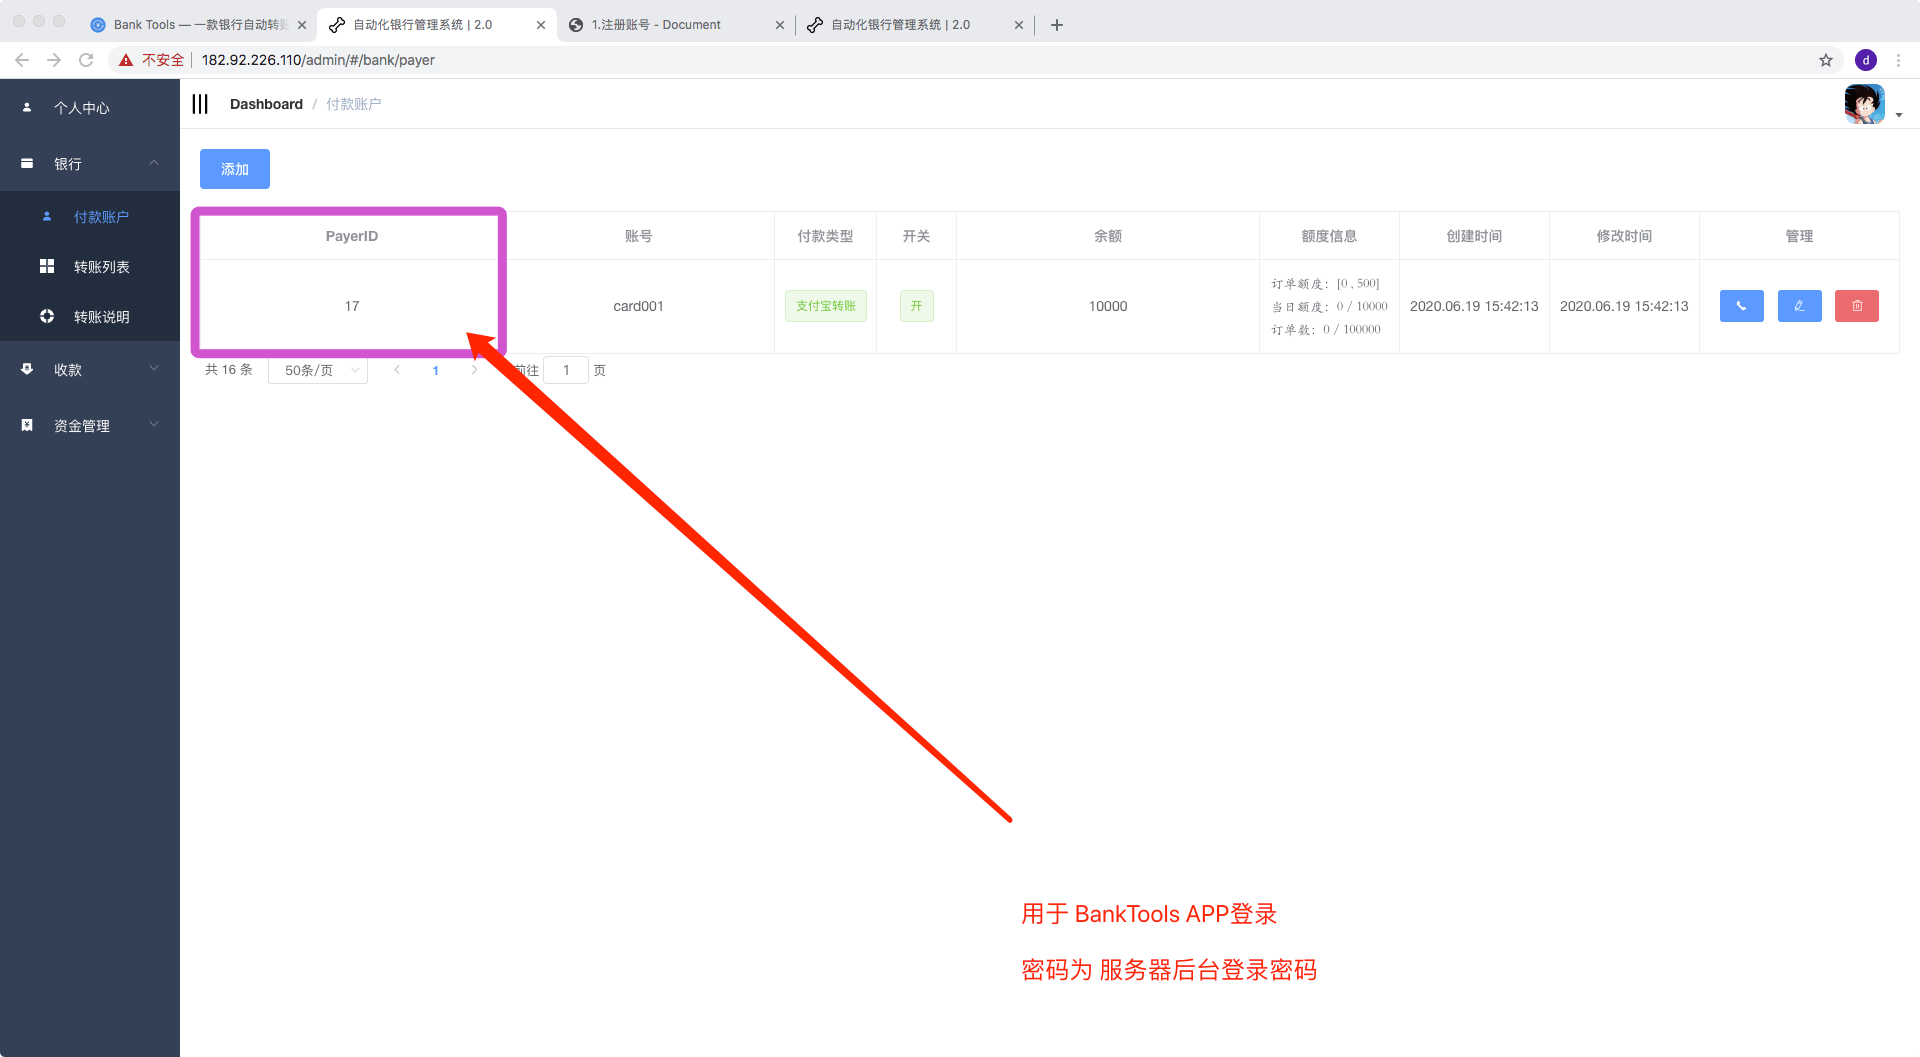 Bank Tools — 一款银行自动转账
自动化银行管理系统 | 2.0
1.注册账号 - Document
自动化银行管理系统 | 2.0
不安全
182.92.226.110/admin/#/bank/payer
d
个人中心
银行
付款账户
转账列表
转账说明
收款
资金管理
Dashboard / 付款账户
添加
PayerID 账号 付款类型 开关 余额 额度信息 创建时间 修改时间 管理
17 card001 支付宝转账 开 10000
订单额度：[0 , 500]
当日额度：0 / 10000
订单数：0 / 100000
2020.06.19 15:42:13 2020.06.19 15:42:13
共 16 条 50条/页 1 前往 1 页
用于 BankTools APP登录
密码为 服务器后台登录密码